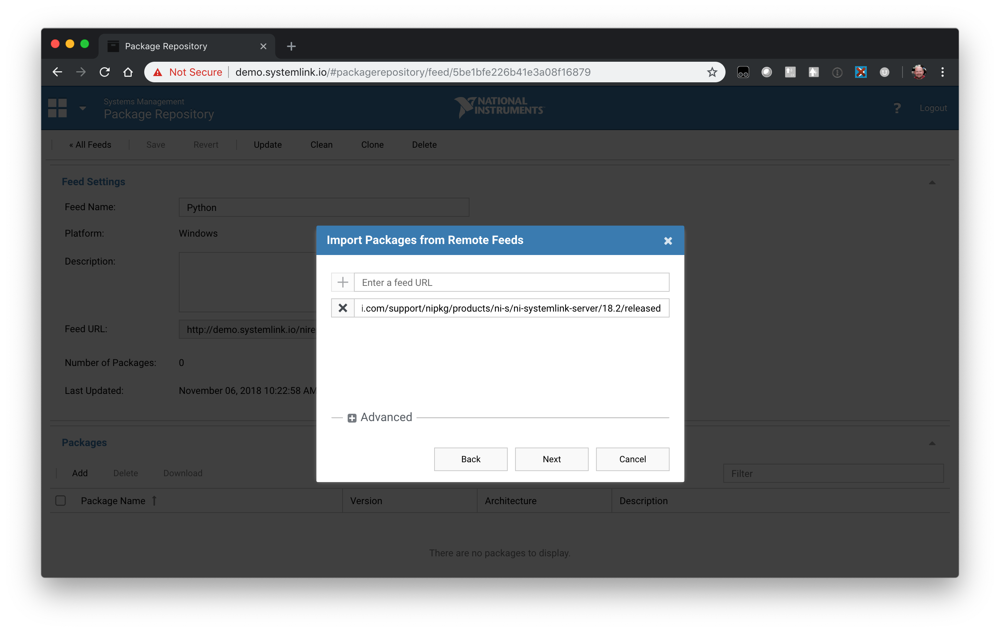 Package Repository
Not Secure
demo.systemlink.io/#packagerepository/feed/5be1bfe226b41e3a08f16879
Systems Management
Package Repository
NATIONAL
INSTRUMENTS
?
Logout
« All Feeds
Save
Revert
Update
Clean
Clone
Delete
Feed Settings
Feed Name:
Python
Platform:
Windows
Description:
Feed URL:
http://demo.systemlink.io/nire
Number of Packages:
0
Last Updated:
November 06, 2018 10:22:58 AM
Import Packages from Remote Feeds
Enter a feed URL
i.com/support/nipkg/products/ni-s/ni-systemlink-server/18.2/released
Advanced
Back
Next
Cancel
Packages
Add
Delete
Download
Filter
Package Name
Version
Architecture
Description
There are no packages to display.